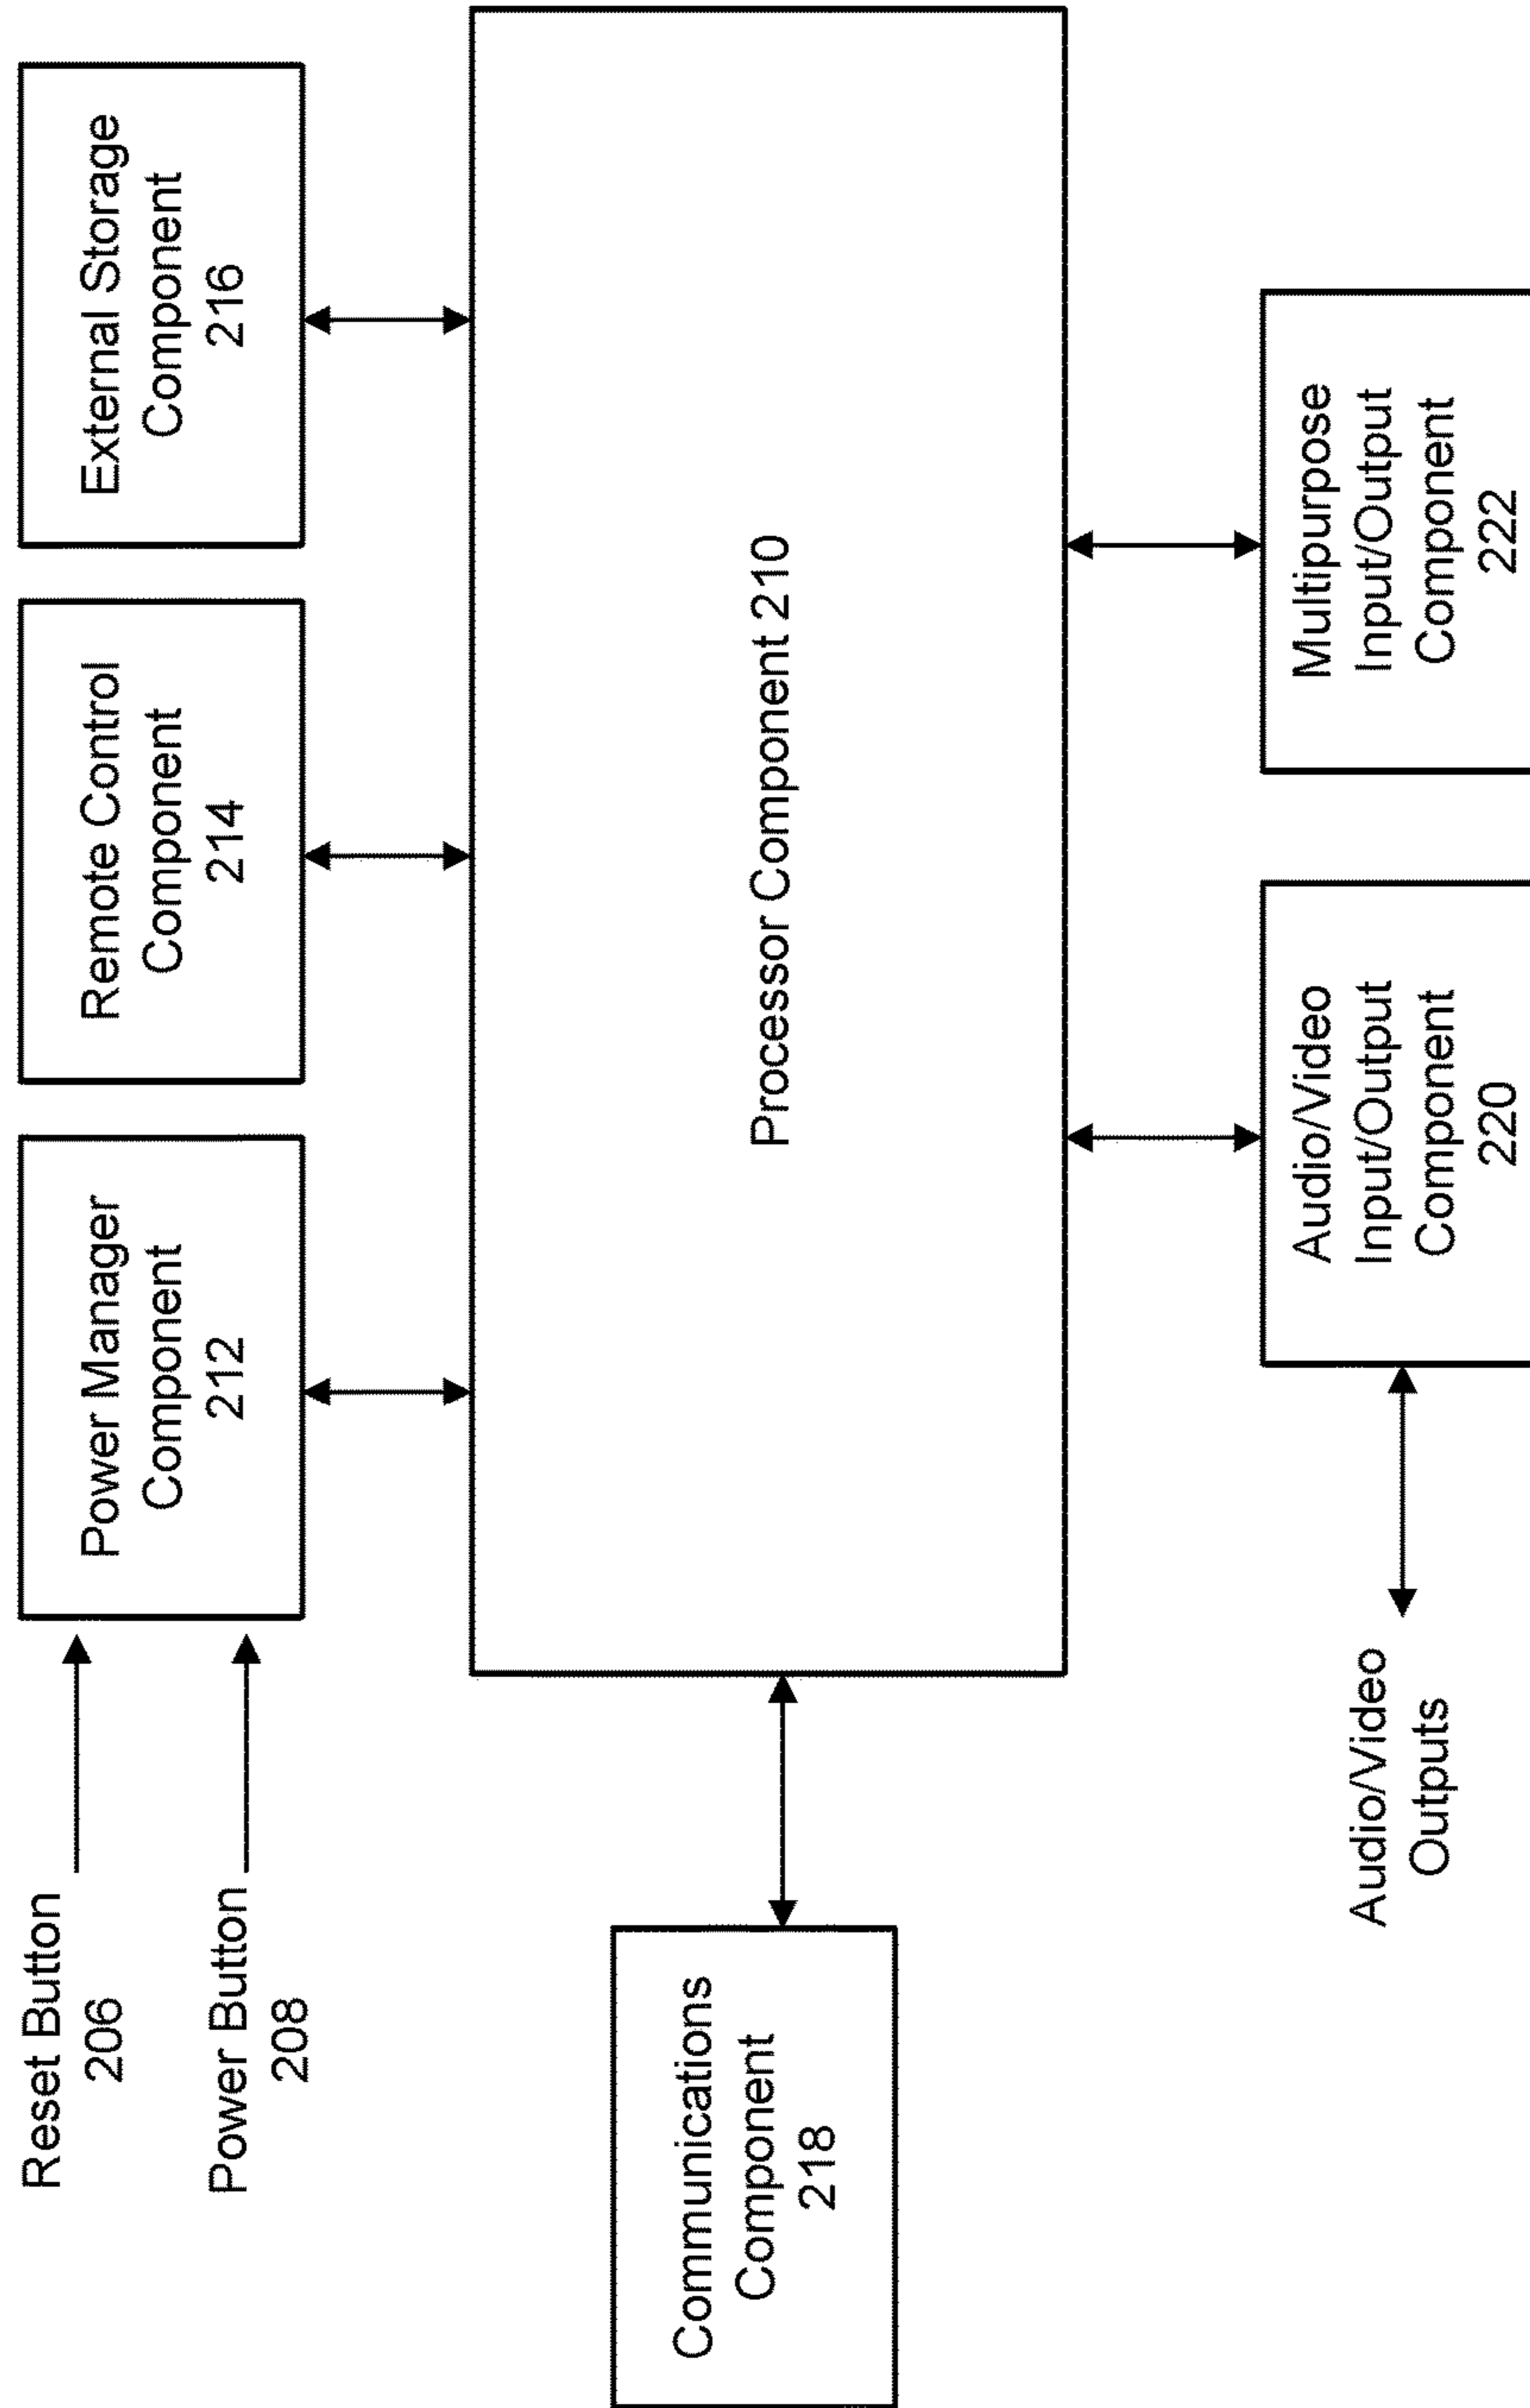 Reset Button
206
Power Button
208
Power Manager
Component
212
Remote Control
Component
214
External Storage
Component
216
Communications
Component
218
Processor Component 210
Audio/Video
Outputs
Audio/Video
Input/Output
Component
220
Multipurpose
Input/Output
Component
222